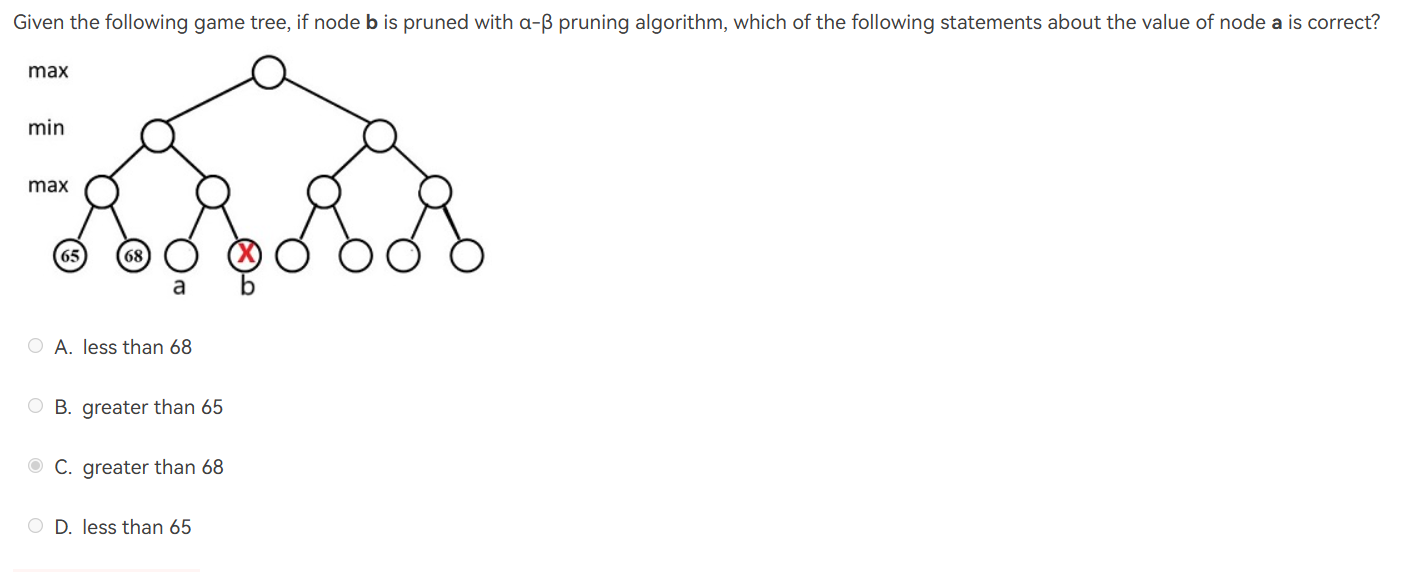 Given the following game tree, if node b is pruned with α-β pruning algorithm, which of the following statements about the value of node a is correct?
max
min
max
65 68 X
a b
A. less than 68
B. greater than 65
C. greater than 68
D. less than 65